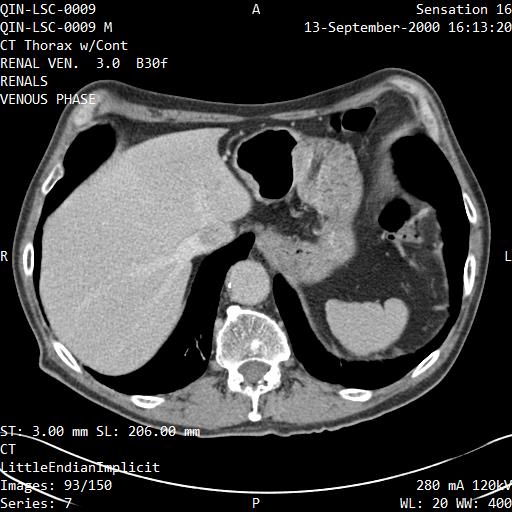 QIN-LSC-0009
A
Sensation 16
QIN-LSC-0009 M
13-September-2000 16:13:20
CT Thorax w/Cont
RENAL VEN.  3.0  B30f
RENALS
VENOUS PHASE
R
L
ST: 3.00 mm SL: 206.00 mm
CT
LittleEndianImplicit
Images: 93/150
280 mA 120kV
Series: 7
P
WL: 20 WW: 400